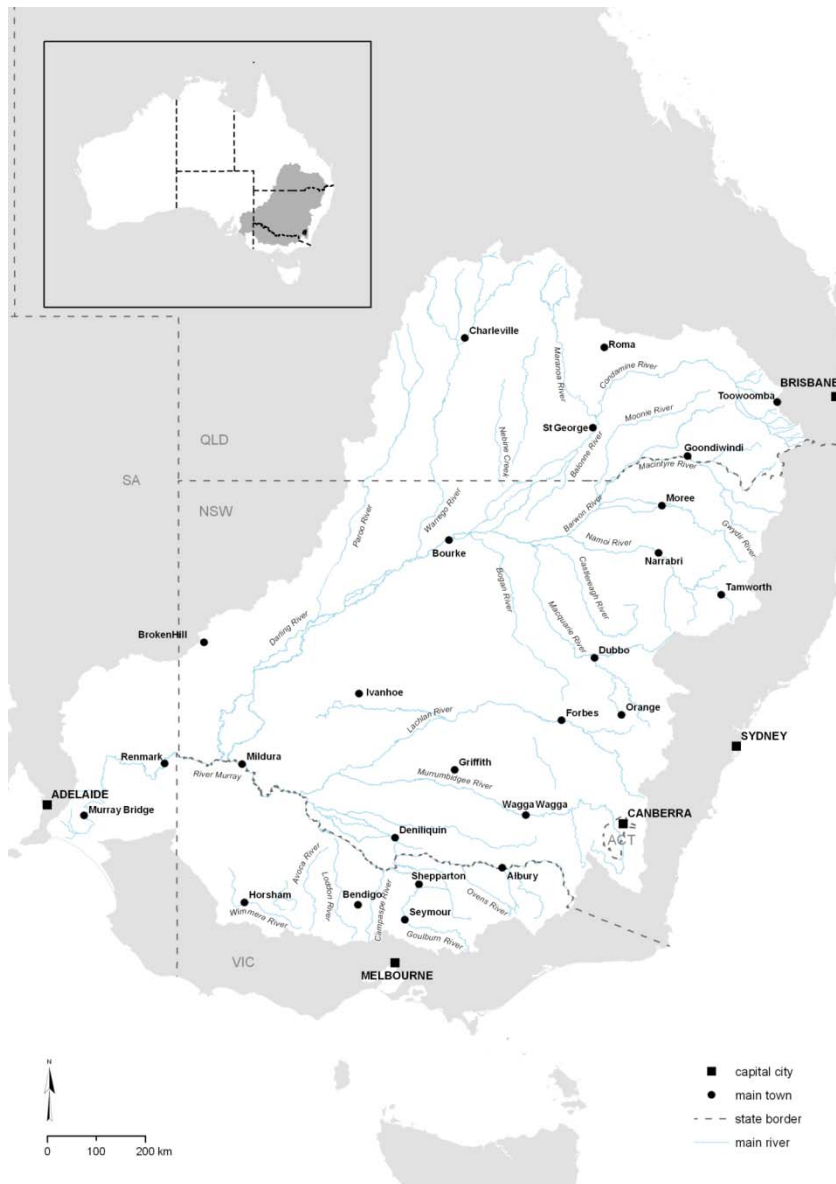 Charleville
Roma
Maranoa River
Condamine River
BRISBANE
Toowoomba
Moonie River
St George
Nebine Creek
Balonne River
QLD
Goondiwindi
Macintyre River
SA
NSW
Paroo River
Warrego River
Barwon River
Moree
Gwydir River
Bourke
Namoi River
Narrabri
Bogan River
Castlereagh River
Tamworth
Macquarie River
Darling River
BrokenHill
Dubbo
Ivanhoe
Lachlan River
Forbes
Orange
SYDNEY
Renmark
Mildura
River Murray
Griffith
Murrumbidgee River
ADELAIDE
Murray Bridge
Wagga Wagga
CANBERRA
ACT
Deniliquin
Avoca River
Loddon River
Campaspe River
Shepparton
Albury
Ovens River
Horsham
Wimmera River
Bendigo
Seymour
Goulburn River
VIC
MELBOURNE
N
0 100 200 km
capital city
main town
state border
main river